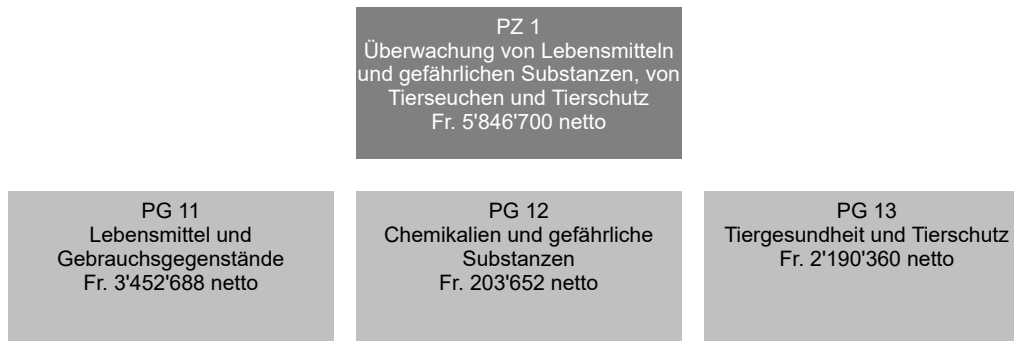 PZ 1
Überwachung von Lebensmitteln
und gefährlichen Substanzen, von
Tierseuchen und Tierschutz
Fr. 5'846'700 netto
PG 11
Lebensmittel und
Gebrauchsgegenstände
Fr. 3'452'688 netto
PG 12
Chemikalien und gefährliche
Substanzen
Fr. 203'652 netto
PG 13
Tiergesundheit und Tierschutz
Fr. 2'190'360 netto